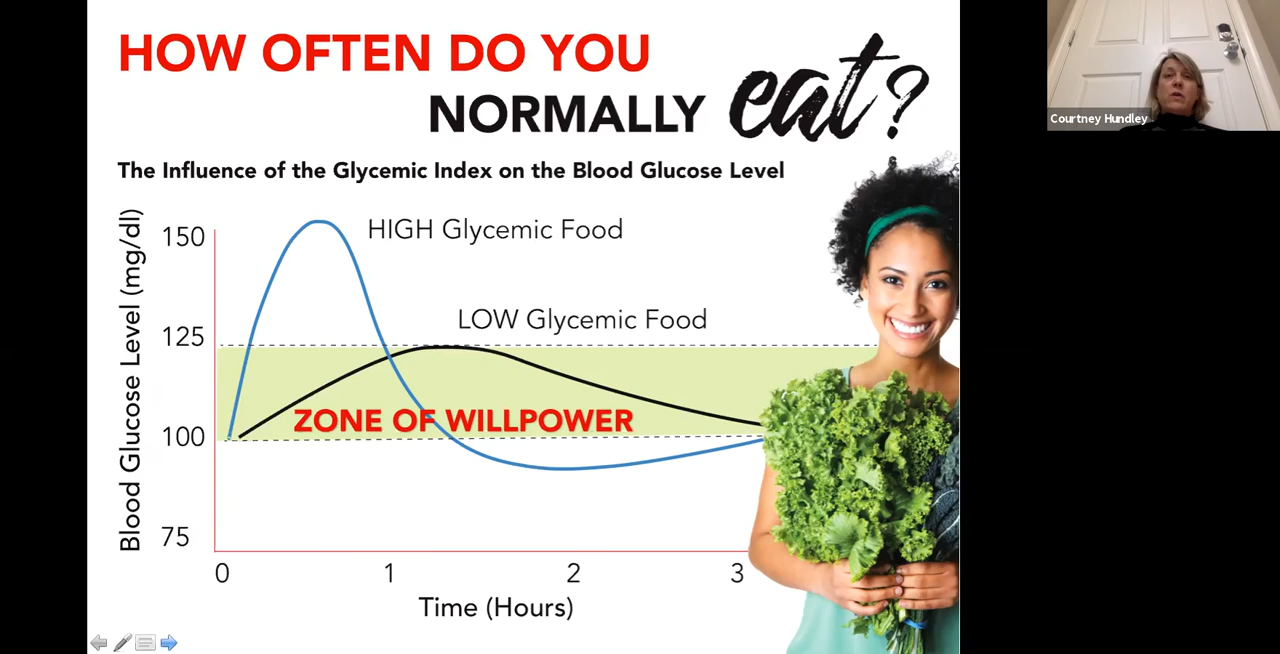 HOW OFTEN DO YOU
NORMALLY eat?
The Influence of the Glycemic Index on the Blood Glucose Level
Blood Glucose Level (mg/dl)
150
125
100
75
HIGH Glycemic Food
LOW Glycemic Food
ZONE OF WILLPOWER
0 1 2 3
Time (Hours)
Courtney Hundley